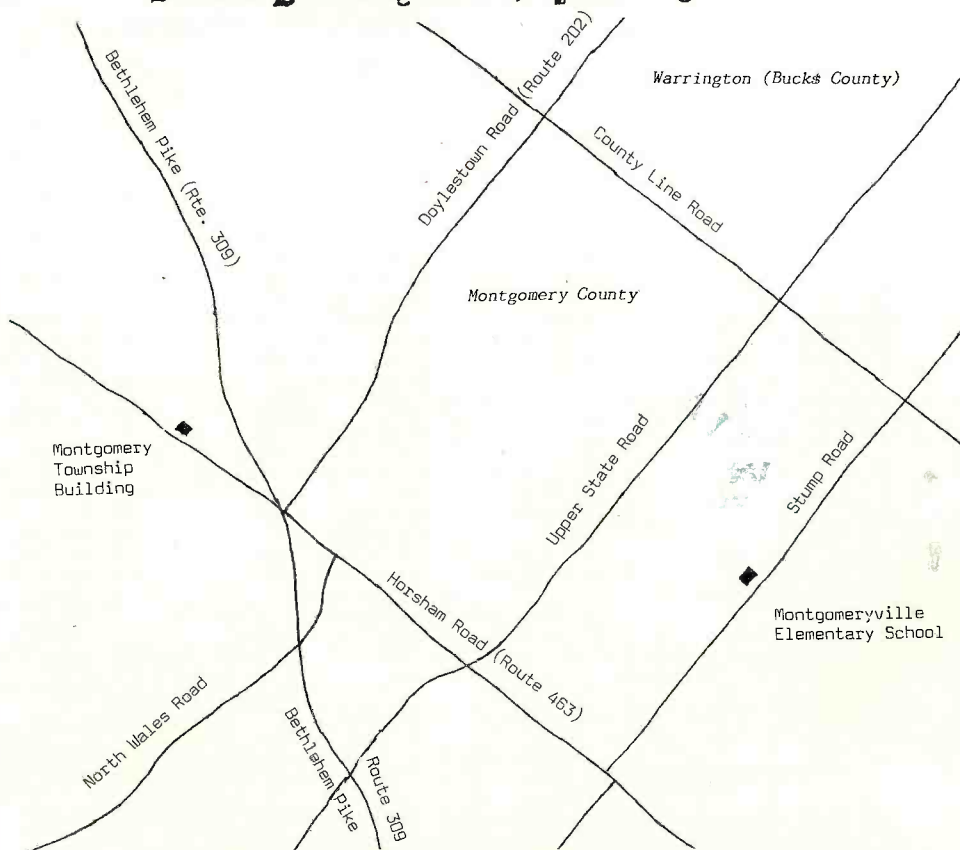 Bethlehem Pike (Rte. 309)
Doylestown Road (Route 202)
Warrington (Bucks County)
County Line Road
Montgomery County
Montgomery
Township
Building
Upper State Road
Stump Road
Horsham Road (Route 463)
Montgomeryville
Elementary School
North Wales Road
Bethlehem Pike
Route 309